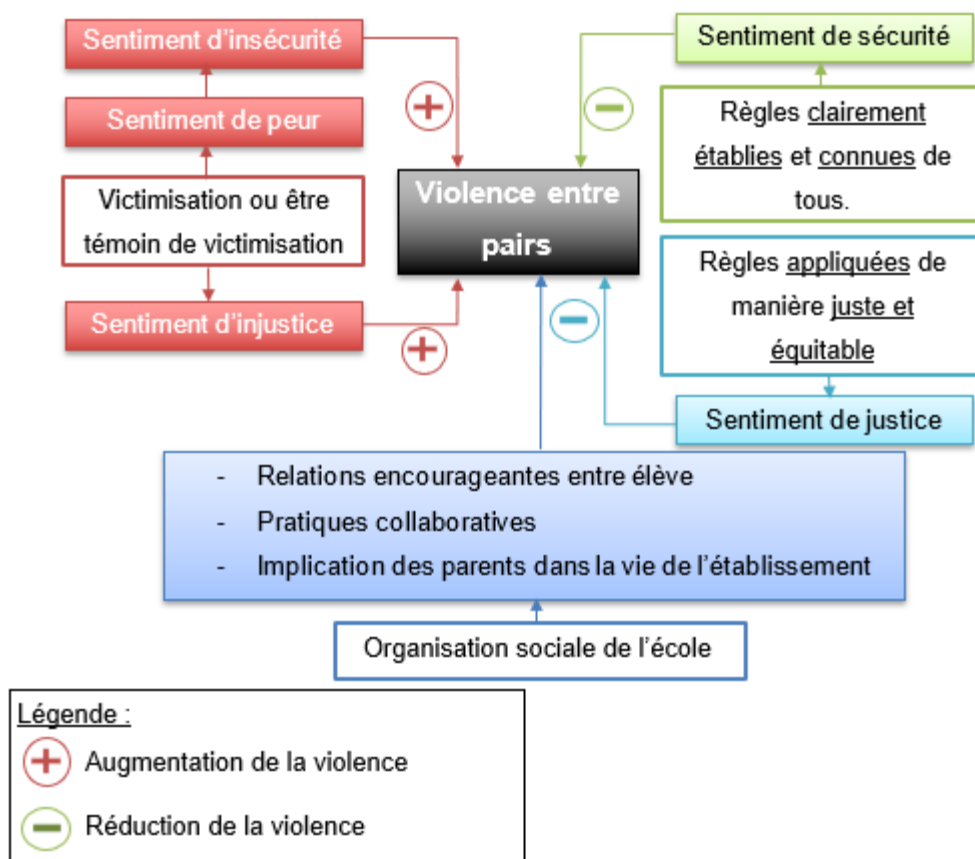 Sentiment d'insécurité
Sentiment de peur
Victimisation ou être
témoin de victimisation
Sentiment d'injustice
+
+
Violence entre
pairs
−
−
Sentiment de sécurité
Règles clairement
établies et connues de
tous.
Règles appliquées de
manière juste et
équitable
Sentiment de justice
- Relations encourageantes entre élève
- Pratiques collaboratives
- Implication des parents dans la vie de l'établissement
Organisation sociale de l'école
Légende :
+ Augmentation de la violence
− Réduction de la violence